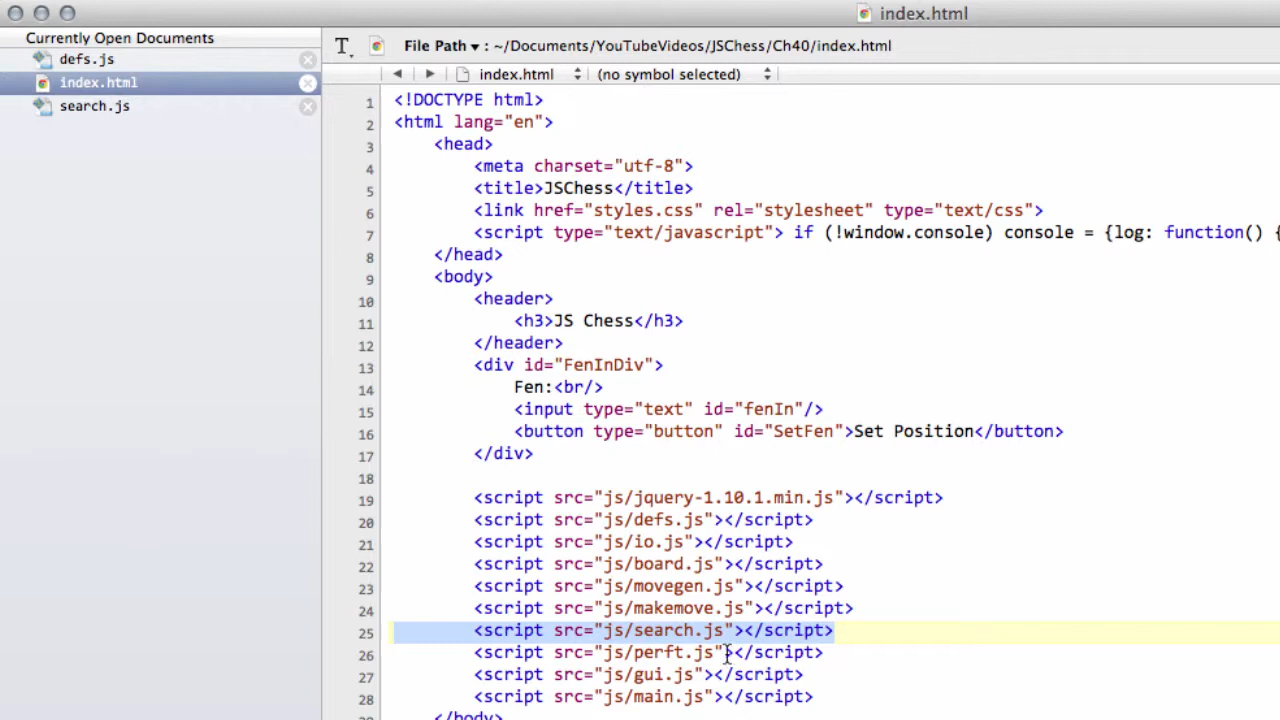 index.html
Currently Open Documents
defs.js
index.html
search.js
T File Path : ~/Documents/YouTubeVideos/JSChess/Ch40/index.html
index.html (no symbol selected)
1 <!DOCTYPE html>
2 <html lang="en">
3 <head>
4 <meta charset="utf-8">
5 <title>JSChess</title>
6 <link href="styles.css" rel="stylesheet" type="text/css">
7 <script type="text/javascript"> if (!window.console) console = {log: function() {
8 </head>
9 <body>
10 <header>
11 <h3>JS Chess</h3>
12 </header>
13 <div id="FenInDiv">
14 Fen:<br/>
15 <input type="text" id="fenIn"/>
16 <button type="button" id="SetFen">Set Position</button>
17 </div>
18
19 <script src="js/jquery-1.10.1.min.js"></script>
20 <script src="js/defs.js"></script>
21 <script src="js/io.js"></script>
22 <script src="js/board.js"></script>
23 <script src="js/movegen.js"></script>
24 <script src="js/makemove.js"></script>
25 <script src="js/search.js"></script>
26 <script src="js/perft.js"></script>
27 <script src="js/gui.js"></script>
28 <script src="js/main.js"></script>
29 </body>